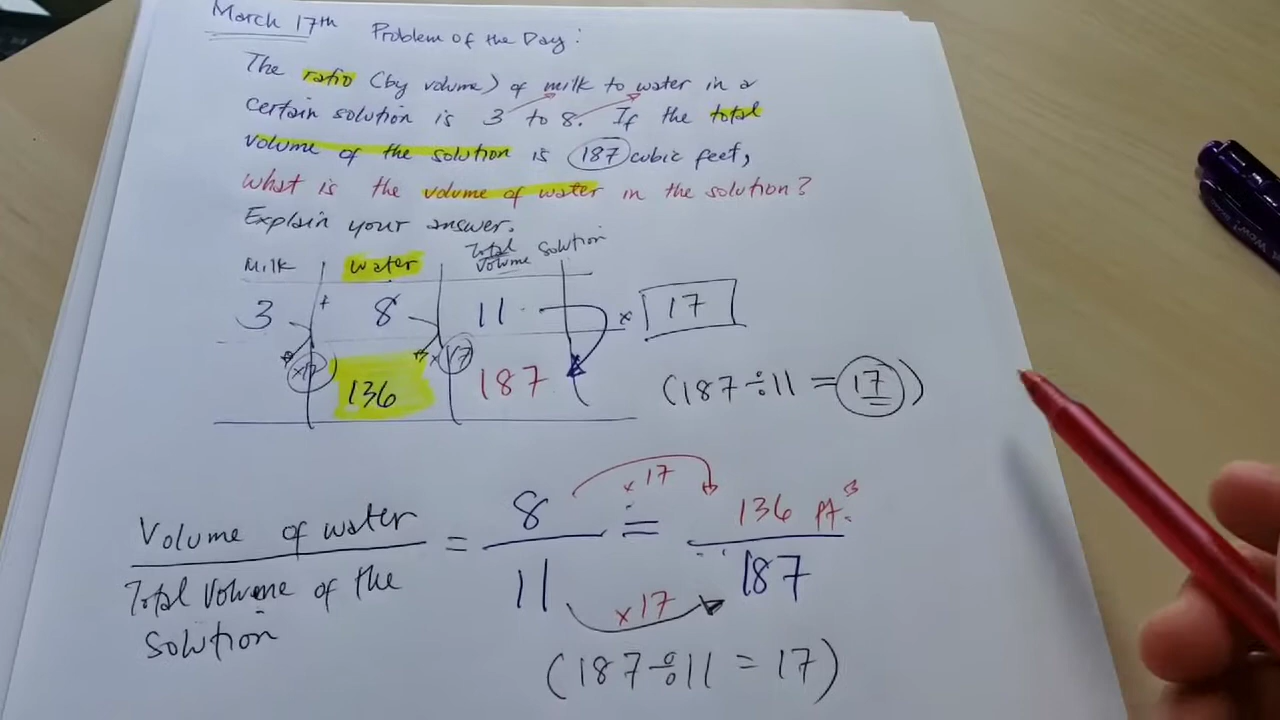 March 17th Problem of the Day:
The ratio (by volume) of milk to water in a
certain solution is 3 to 8. If the total
volume of the solution is 187 cubic feet,
what is the volume of water in the solution?
Explain your answer.
Milk water Total Volume Solution
3 + 8 11 × 17
×17 ×17
136 187 (187 ÷ 11 = 17)
×17
Volume of water = 8 = 136 ft.³
Total Volume of the 11 187
solution
×17
(187 ÷ 11 = 17)